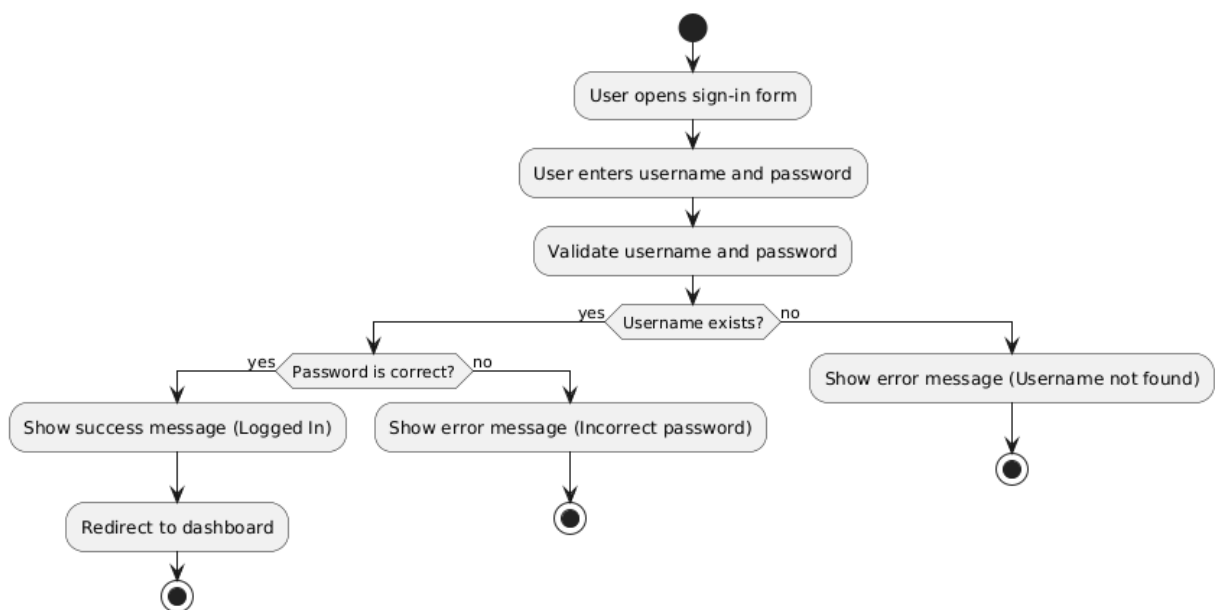 User opens sign-in form
User enters username and password
Validate username and password
yes
Username exists?
no
yes
Password is correct?
no
Show error message (Username not found)
Show success message (Logged In)
Show error message (Incorrect password)
Redirect to dashboard